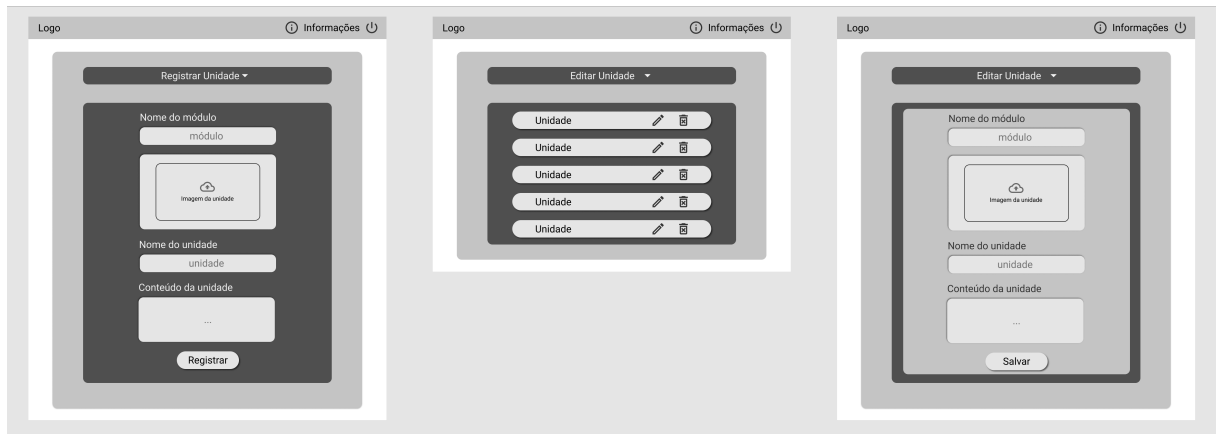 Logo
Informações
Registrar Unidade
Nome do módulo
módulo
Imagem da unidade
Nome do unidade
unidade
Conteúdo da unidade
...
Registrar
Logo
Informações
Editar Unidade
Unidade
Unidade
Unidade
Unidade
Unidade
Logo
Informações
Editar Unidade
Nome do módulo
módulo
Imagem da unidade
Nome do unidade
unidade
Conteúdo da unidade
...
Salvar